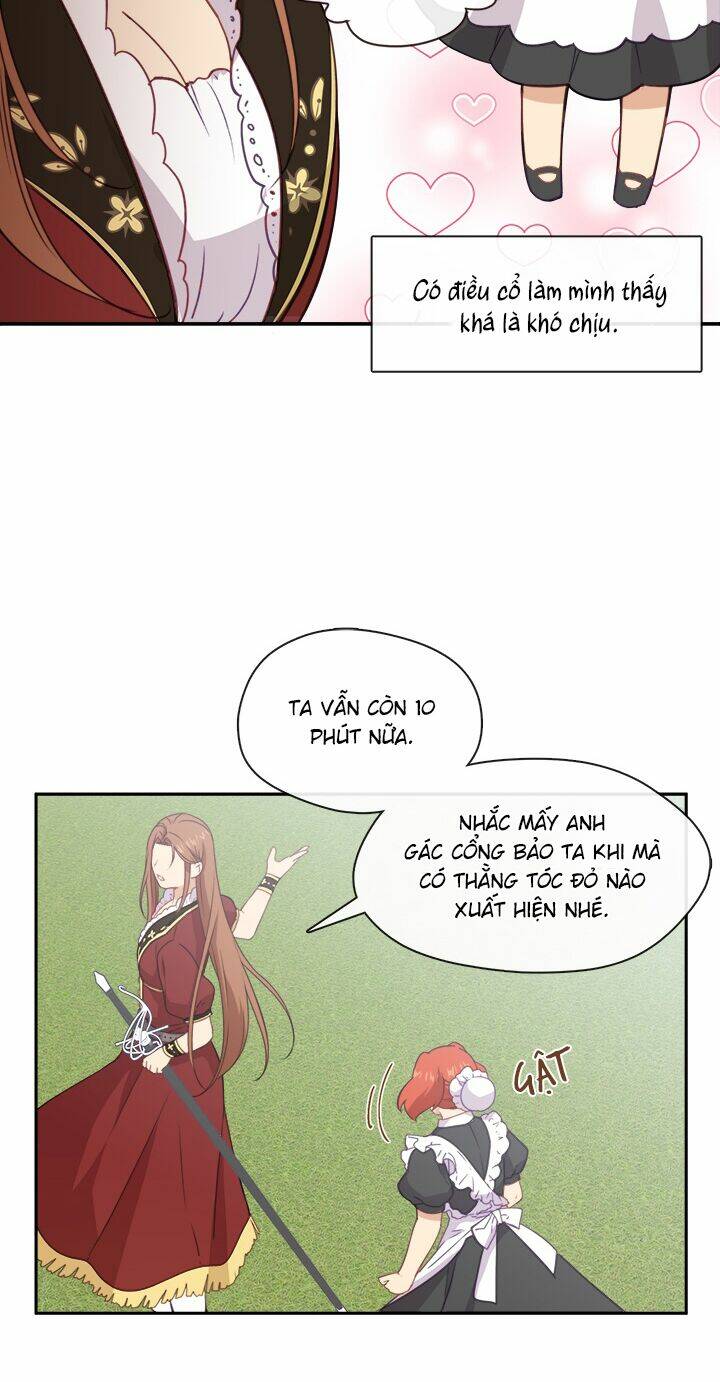 Có điều cổ làm mình thấy
khá là khó chịu.
TA VẪN CÒN 10
PHÚT NỮA.
NHẮC MẤY ANH
GÁC CỔNG BẢO TA KHI MÀ
CÓ THẰNG TÓC ĐỎ NÀO
XUẤT HIỆN NHÉ.
GẬT